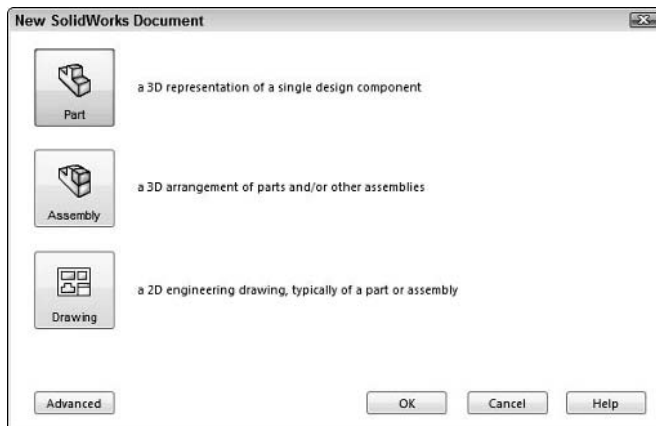 New SolidWorks Document
Part
a 3D representation of a single design component
Assembly
a 3D arrangement of parts and/or other assemblies
Drawing
a 2D engineering drawing, typically of a part or assembly
Advanced
OK
Cancel
Help